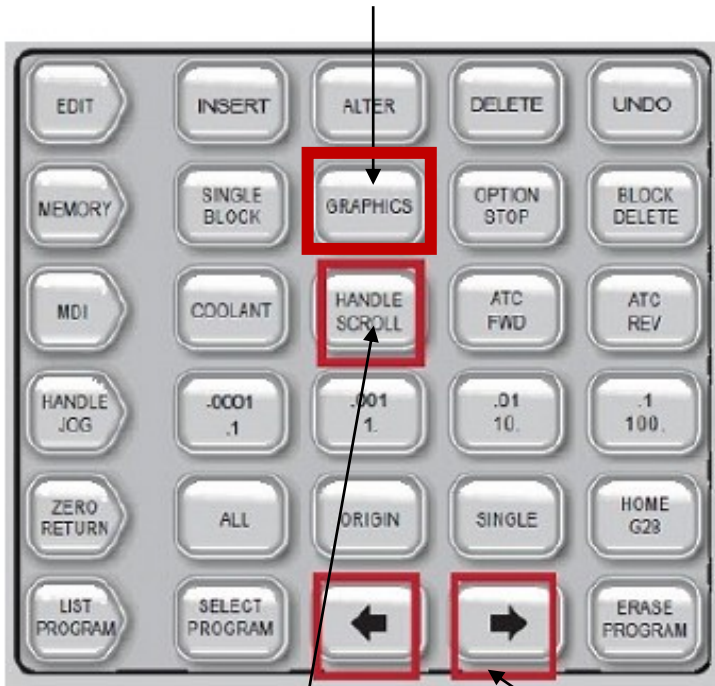 EDIT
INSERT
ALTER
DELETE
UNDO
MEMORY
SINGLE
BLOCK
GRAPHICS
OPTION
STOP
BLOCK
DELETE
MDI
COOLANT
HANDLE
SCROLL
ATC
FWD
ATC
REV
HANDLE
JOG
.0001
.1
.001
1.
.01
10.
.1
100.
ZERO
RETURN
ALL
ORIGIN
SINGLE
HOME
G28
LIST
PROGRAM
SELECT
PROGRAM
ERASE
PROGRAM